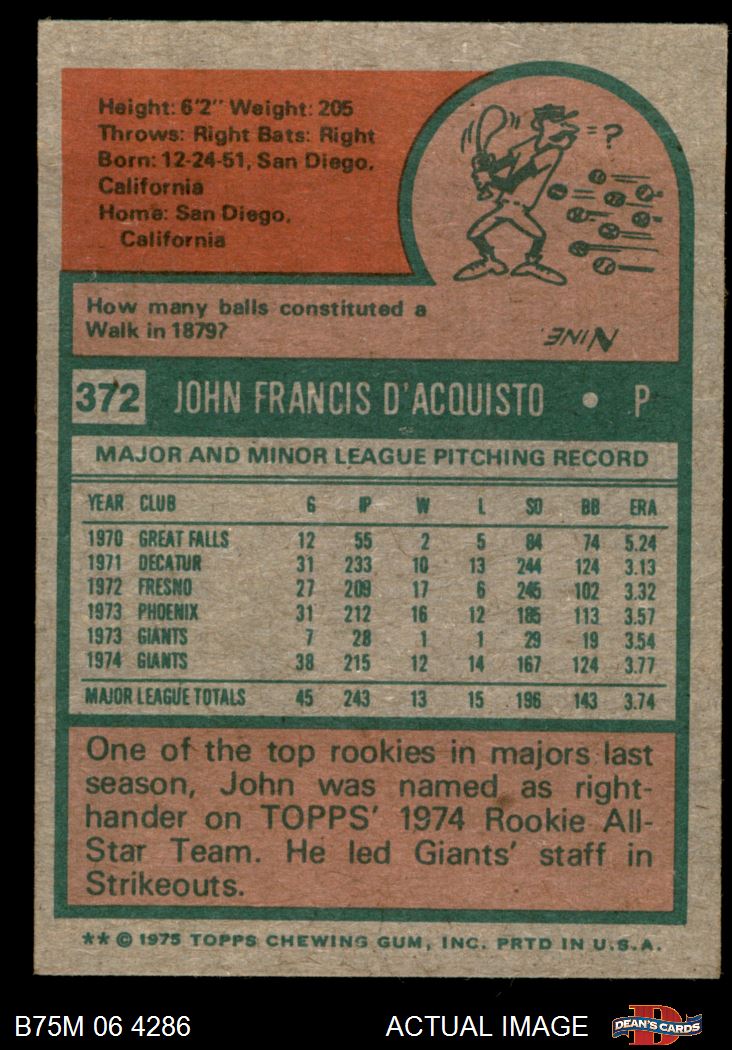 Height: 6'2" Weight: 205
Throws: Right Bats: Right
Born: 12-24-51, San Diego,
California
Home: San Diego,
California
= ?
How many balls constituted a
Walk in 1879?
NINE.
372 JOHN FRANCIS D'ACQUISTO • P
MAJOR AND MINOR LEAGUE PITCHING RECORD
YEAR CLUB G IP W L SO BB ERA
1970 GREAT FALLS 12 55 2 5 84 74 5.24
1971 DECATUR 31 233 10 13 244 124 3.13
1972 FRESNO 27 209 17 6 245 102 3.32
1973 PHOENIX 31 212 16 12 185 113 3.57
1973 GIANTS 7 28 1 1 29 19 3.54
1974 GIANTS 38 215 12 14 167 124 3.77
MAJOR LEAGUE TOTALS 45 243 13 15 196 143 3.74
One of the top rookies in majors last
season, John was named as right-
hander on TOPPS' 1974 Rookie All-
Star Team. He led Giants' staff in
Strikeouts.
** © 1975 TOPPS CHEWING GUM, INC. PRTD IN U.S.A.
B75M 06 4286 ACTUAL IMAGE D DEAN'S CARDS